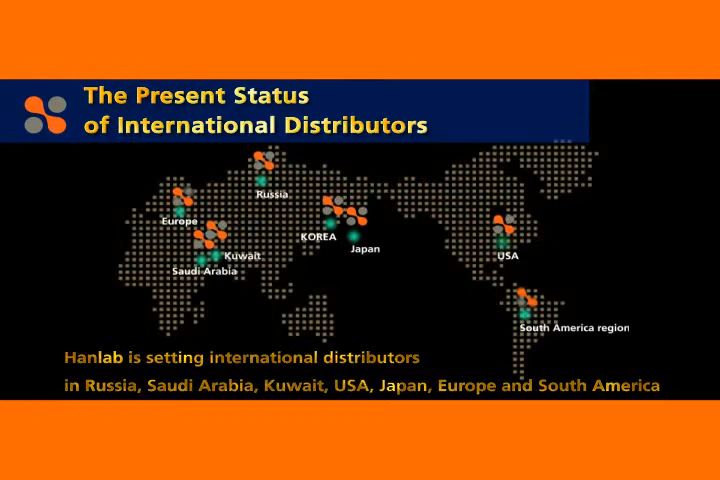 The Present Status
of International Distributors
Russia
Europe
KOREA
Japan
Kuwait
Saudi Arabia
USA
South America region
Hanlab is setting international distributors
in Russia, Saudi Arabia, Kuwait, USA, Japan, Europe and South America